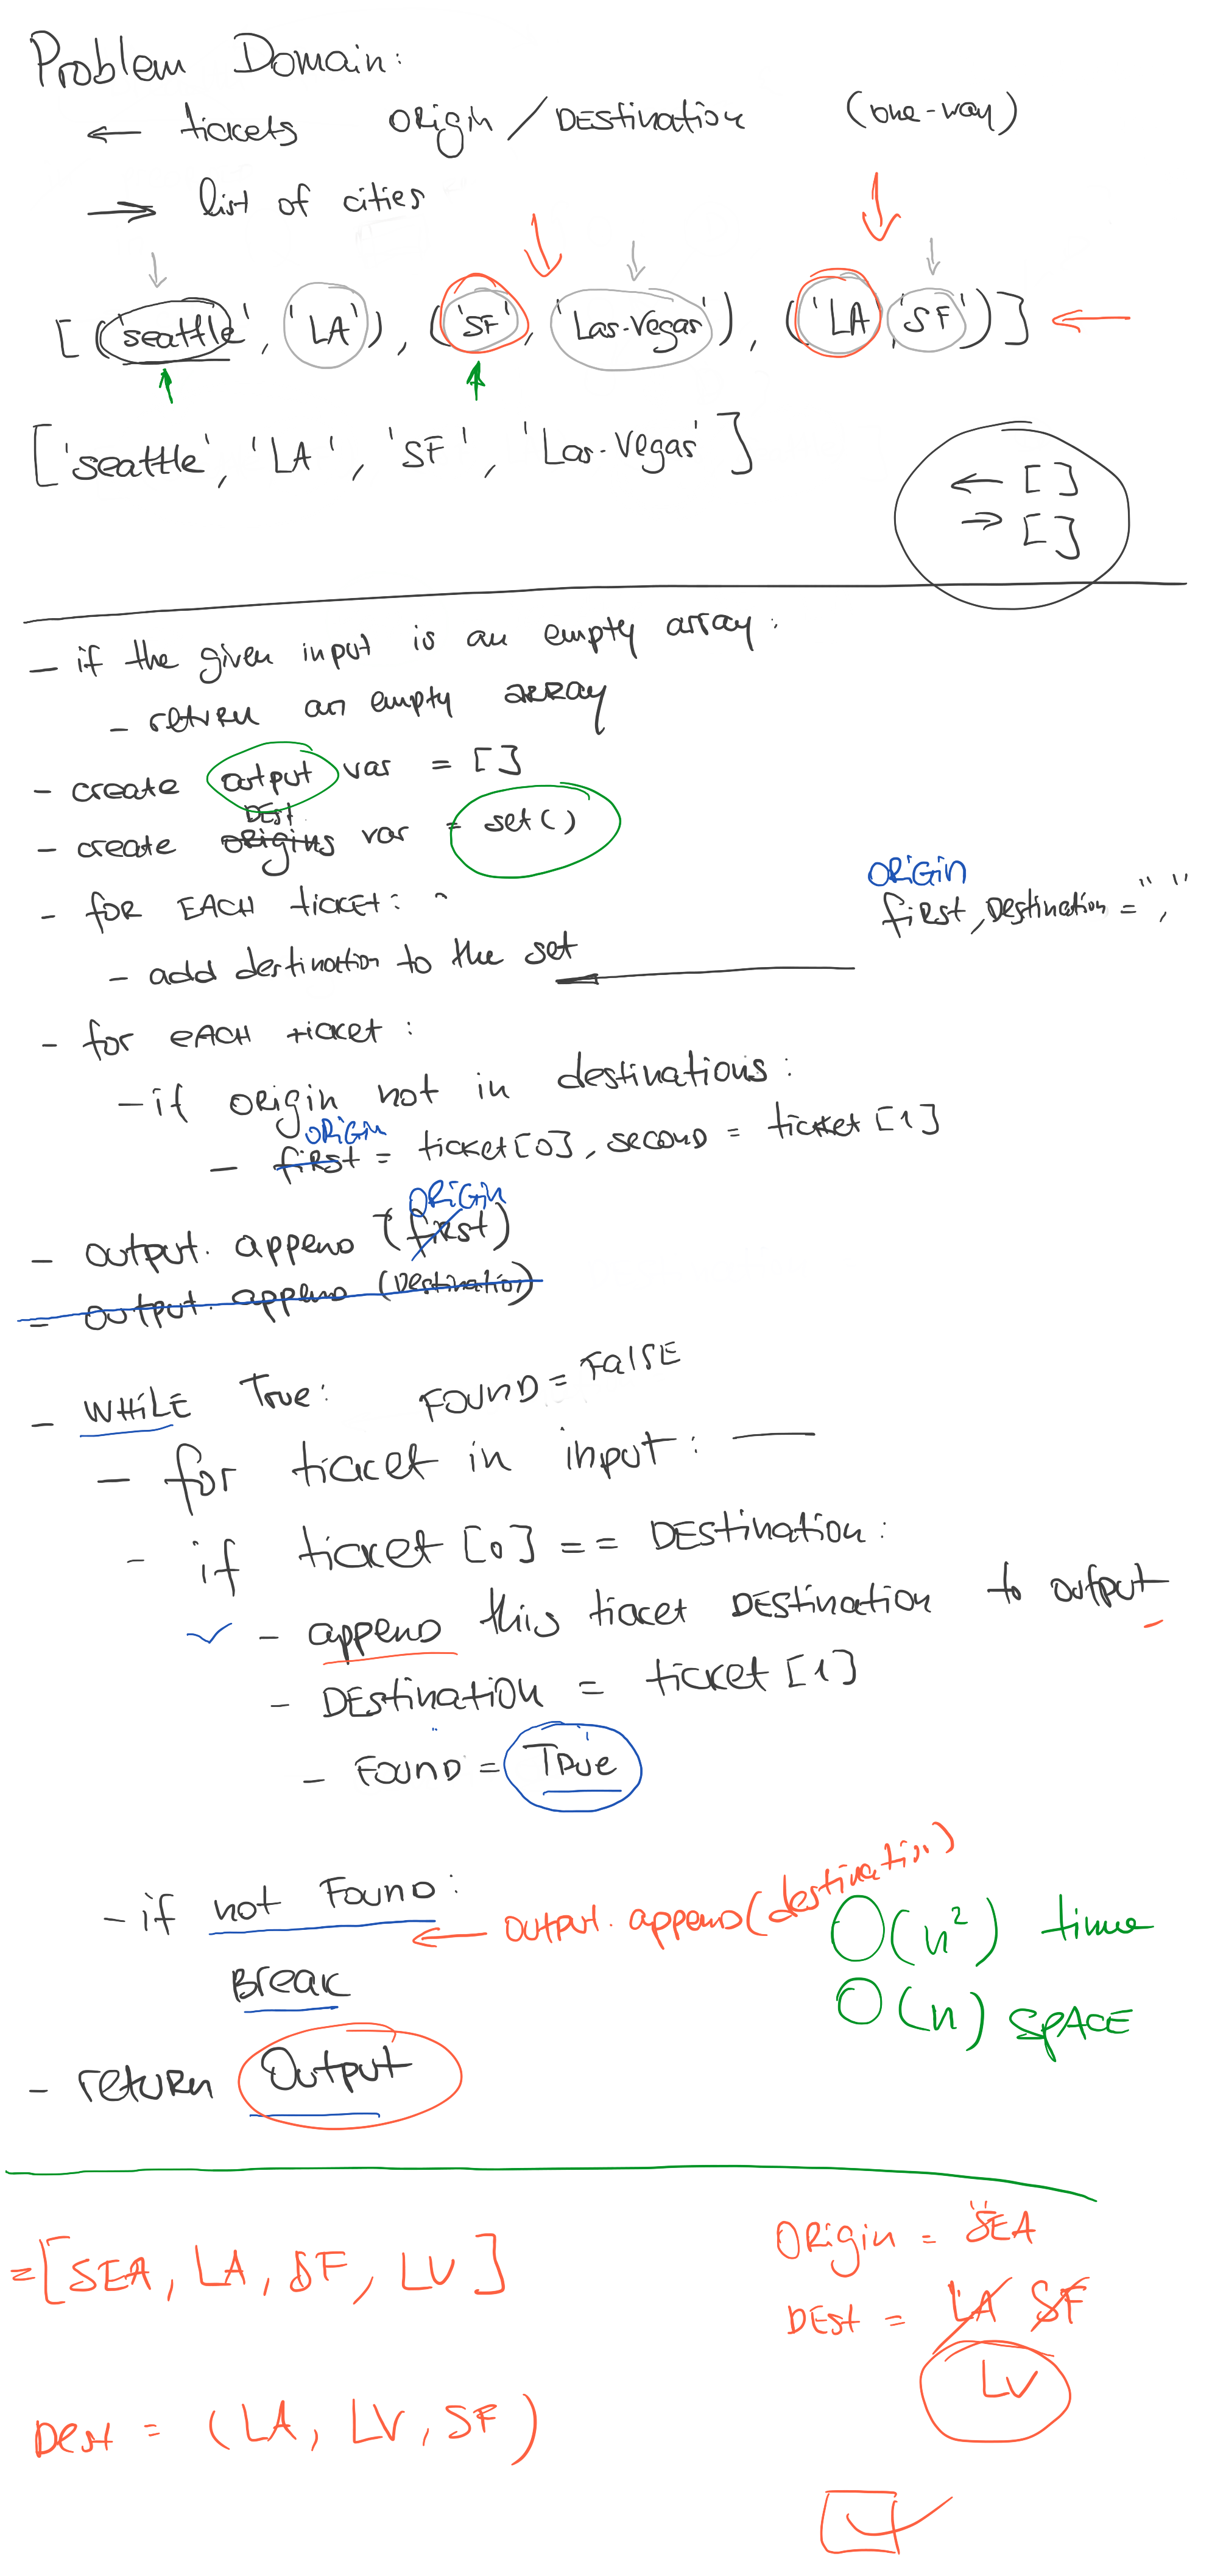 Problem Domain:
← tickets origin / Destination (one-way)
→ list of cities
[('seattle', 'LA'), ('SF', 'Las-Vegas'), ('LA', 'SF')] ←
['seattle', 'LA', 'SF', 'Las-Vegas']
← []
→ []
- if the given input is an empty array:
- return an empty array
- create output var = []
DEST
- create origins var = set()
- for EACH ticket:
ORIGIN
first, Destination = "", ""
- add destination to the set
- for eACH ticket:
- if origin not in destinations:
ORIGIN
- first = ticket[0], second = ticket[1]
ORIGIN
- output.append(first)
- output.append(Destination)
- WHILE True: FOUND = FalSE
- for ticket in input:
- if ticket[0] == DEStination:
- append this ticket DEStination to output
- DEStination = ticket[1]
- FOUND = True
- if not Found:
← output.append(destination)
Break
O(n²) time
O(n) SPACE
- return Output
= [SEA, LA, SF, LV]
ORigin = SEA
DEst = LA SF
LV
Dest = (LA, LV, SF)